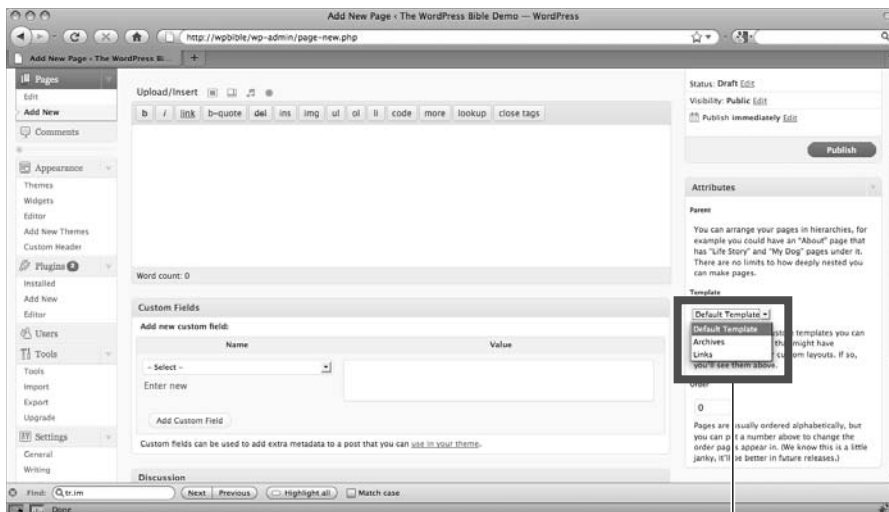 Add New Page ‹ The WordPress Bible Demo — WordPress
http://wpbible/wp-admin/page-new.php
Add New Page ‹ The WordPress Bi...
Pages
Edit
Add New
Comments
Appearance
Themes
Widgets
Editor
Add New Themes
Custom Header
Plugins
Installed
Add New
Editor
Users
Tools
Tools
Import
Export
Upgrade
Settings
General
Writing
Upload/Insert
b i link b-quote del ins img ul ol li code more lookup close tags
Word count: 0
Custom Fields
Add new custom field:
Name Value
– Select –
Enter new
Add Custom Field
Custom fields can be used to add extra metadata to a post that you can use in your theme.
Discussion
Status: Draft Edit
Visibility: Public Edit
Publish immediately Edit
Publish
Attributes
Parent
You can arrange your pages in hierarchies, for
example you could have an "About" page that
has "Life Story" and "My Dog" pages under it.
There are no limits to how deeply nested you
can make pages.
Template
Default Template
Default Template
Archives
Links
templates you can
that might have
layouts. If so,
you'll see them above.
Order
0
Pages are usually ordered alphabetically, but
you can put a number above to change the
order pages appear in. (We know this is a little
janky, it'll be better in future releases.)
Find: tr.im Next Previous Highlight all Match case
Done